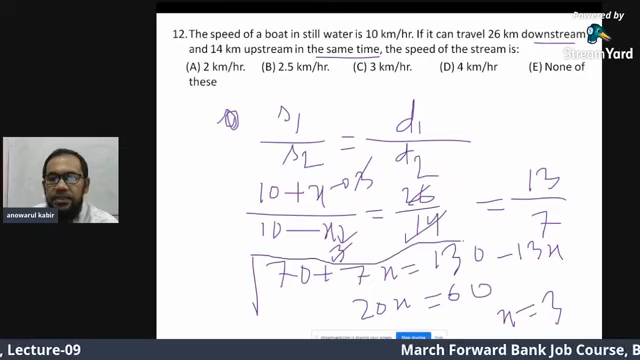 Powered by
StreamYard
12. The speed of a boat in still water is 10 km/hr. If it can travel 26 km downstream
and 14 km upstream in the same time, the speed of the stream is:
(A) 2 km/hr. (B) 2.5 km/hr. (C) 3 km/hr. (D) 4 km/hr (E) None of
these
s1/s2 = d1/d2
10+x / 10-x = 26/14 = 13/7
70+7x = 130-13x
20x = 60
x = 3
anowarul kabir
, Lecture-09
March Forward Bank Job Course, B